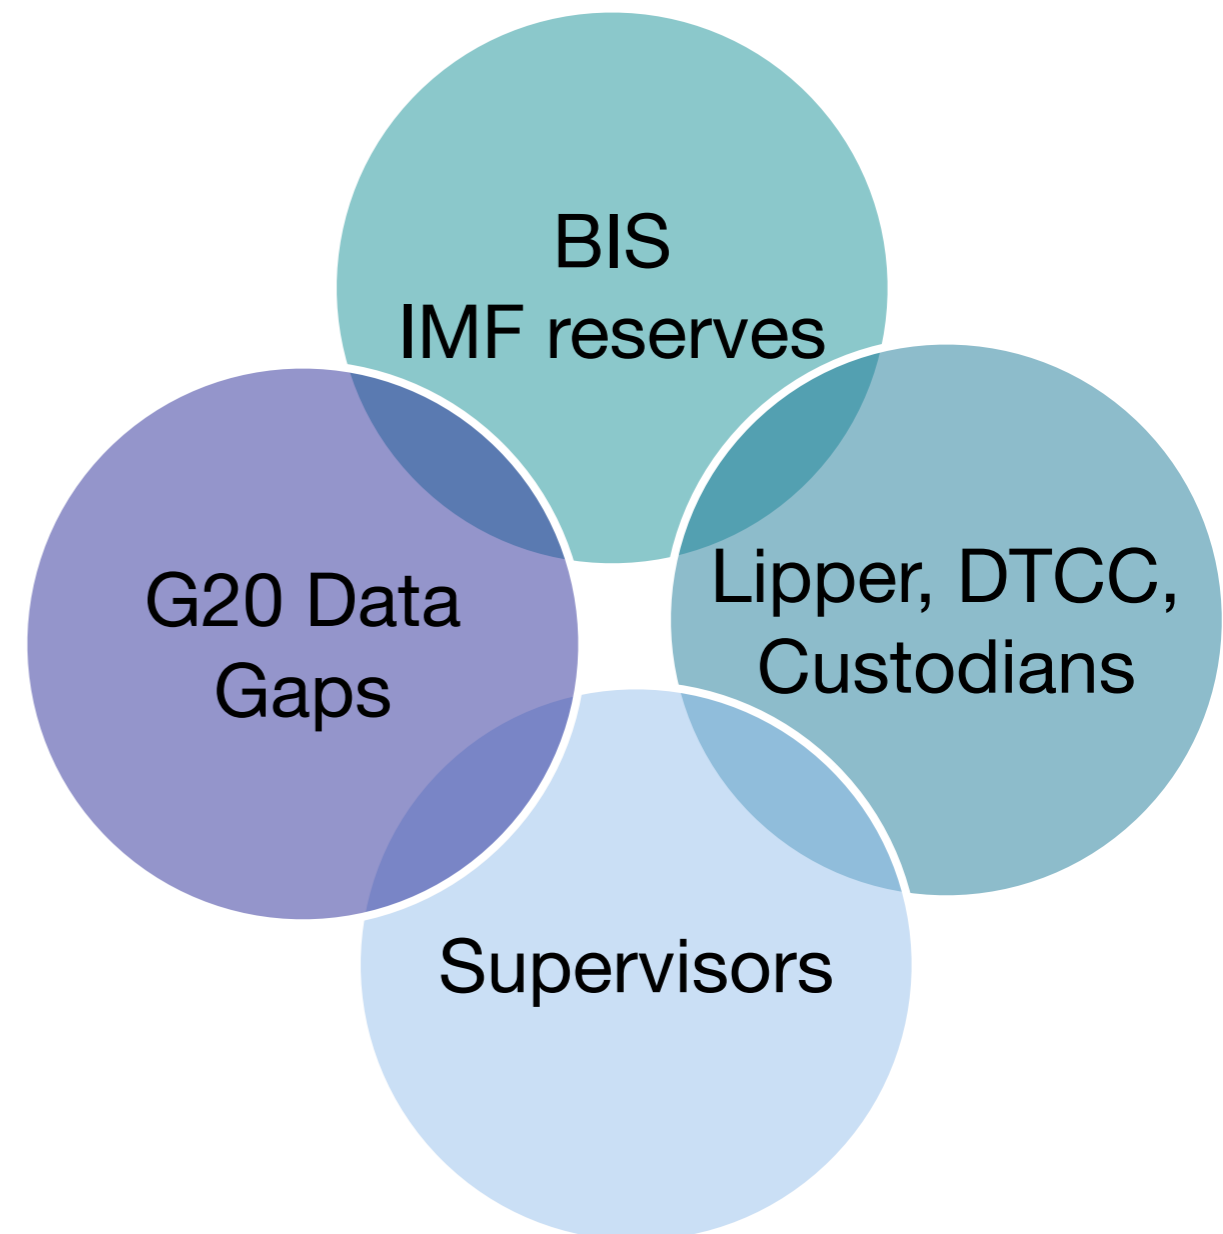 BIS
IMF reserves
G20 Data
Gaps
Lipper, DTCC,
Custodians
Supervisors